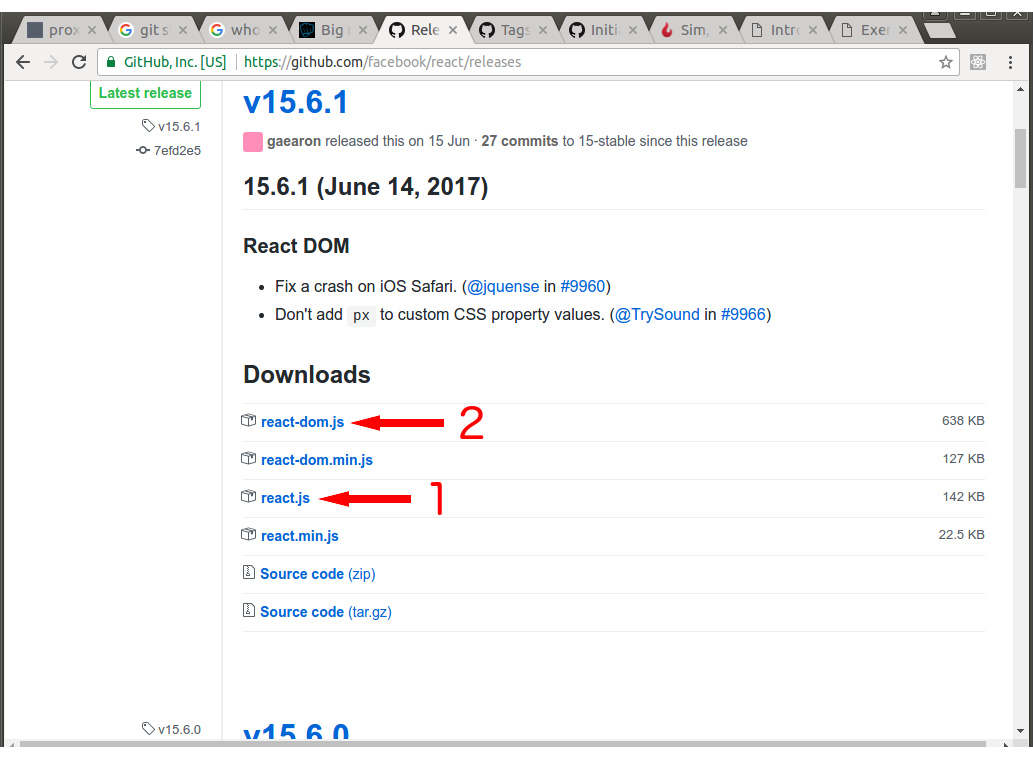 prox
git s
who
Big
Rele
Tags
Initi
Sim,
Intro
Exer
GitHub, Inc. [US] https://github.com/facebook/react/releases
Latest release
v15.6.1
v15.6.1
gaearon released this on 15 Jun · 27 commits to 15-stable since this release
7efd2e5
15.6.1 (June 14, 2017)
React DOM
• Fix a crash on iOS Safari. (@jquense in #9960)
• Don't add px to custom CSS property values. (@TrySound in #9966)
Downloads
react-dom.js 2 638 KB
react-dom.min.js 127 KB
react.js 1 142 KB
react.min.js 22.5 KB
Source code (zip)
Source code (tar.gz)
v15.6.0
v15.6.0